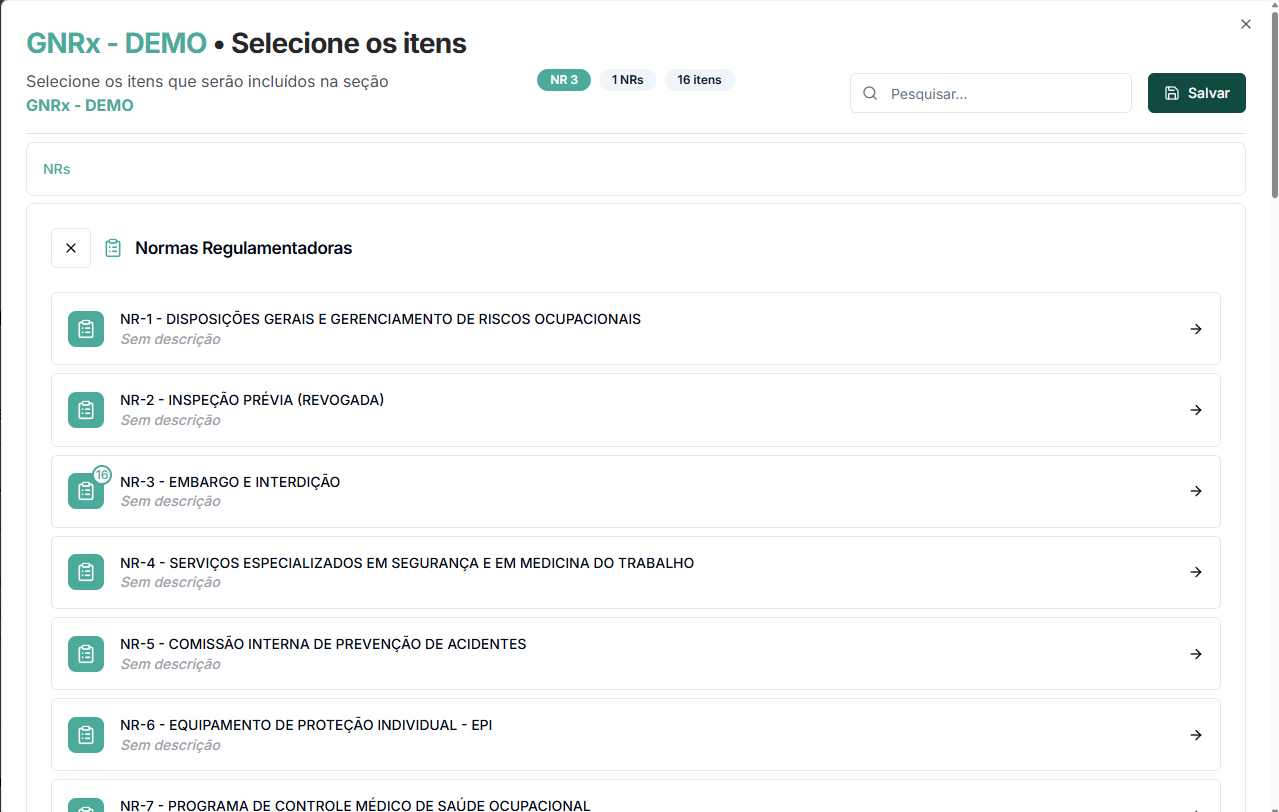 GNRx - DEMO • Selecione os itens
Selecione os itens que serão incluídos na seção
GNRx - DEMO
NR 3
1 NRs
16 itens
Pesquisar...
Salvar
NRs
Normas Regulamentadoras
NR-1 - DISPOSIÇÕES GERAIS E GERENCIAMENTO DE RISCOS OCUPACIONAIS
Sem descrição
NR-2 - INSPEÇÃO PRÉVIA (REVOGADA)
Sem descrição
16
NR-3 - EMBARGO E INTERDIÇÃO
Sem descrição
NR-4 - SERVIÇOS ESPECIALIZADOS EM SEGURANÇA E EM MEDICINA DO TRABALHO
Sem descrição
NR-5 - COMISSÃO INTERNA DE PREVENÇÃO DE ACIDENTES
Sem descrição
NR-6 - EQUIPAMENTO DE PROTEÇÃO INDIVIDUAL - EPI
Sem descrição
NR-7 - PROGRAMA DE CONTROLE MÉDICO DE SAÚDE OCUPACIONAL